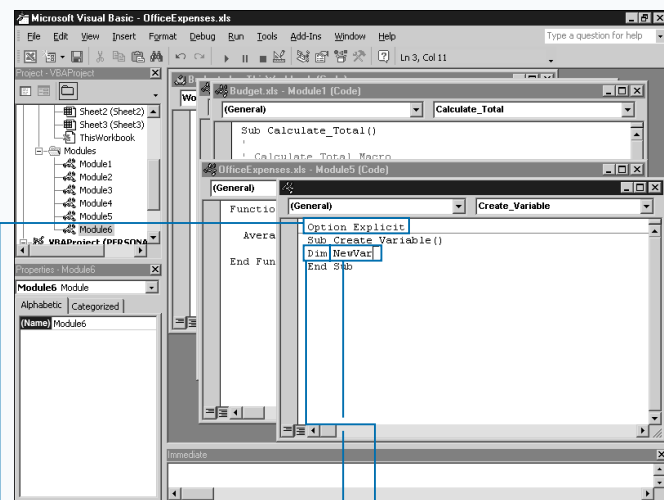 Microsoft Visual Basic - OfficeExpenses.xls
File Edit View Insert Format Debug Run Tools Add-Ins Window Help
Type a question for help
Ln 3, Col 11
Project - VBAProject
Sheet2 (Sheet2)
Sheet3 (Sheet3)
ThisWorkbook
Modules
Module1
Module2
Module3
Module4
Module5
Module6
VBAProject (PERSONA
Properties - Module6
Module6 Module
Alphabetic Categorized
(Name) Module6
Wo
Budget.xls - Module1 (Code)
(General) Calculate_Total
Sub Calculate_Total()
'
' Calculate_Total Macro
OfficeExpenses.xls - Module5 (Code)
(General)
Functio
Avera
End Fun
(General) Create_Variable
Option Explicit
Sub Create_Variable()
Dim NewVar
End Sub
Immediate